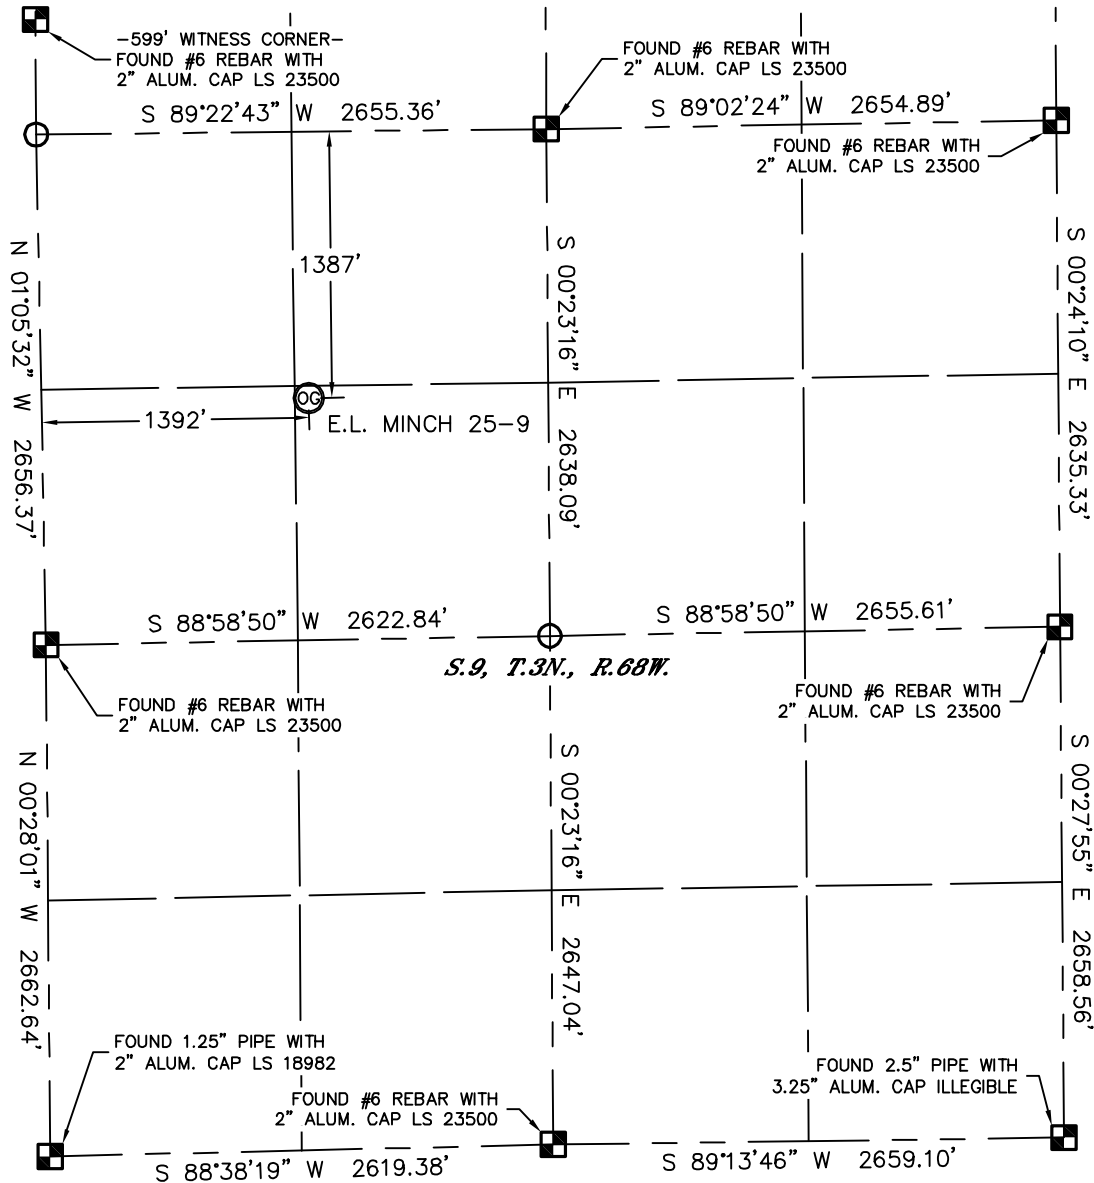 -599' WITNESS CORNER-
FOUND #6 REBAR WITH
2" ALUM. CAP LS 23500
FOUND #6 REBAR WITH
2" ALUM. CAP LS 23500
S 89°22'43" W 2655.36'
S 89°02'24" W 2654.89'
FOUND #6 REBAR WITH
2" ALUM. CAP LS 23500
N 01°05'32" W 2656.37'
1387'
S 00°23'16" E 2638.09'
S 00°24'10" E 2635.33'
OG
1392'
E.L. MINCH 25-9
S 88°58'50" W 2622.84'
S 88°58'50" W 2655.61'
S.9, T.3N., R.68W.
FOUND #6 REBAR WITH
2" ALUM. CAP LS 23500
FOUND #6 REBAR WITH
2" ALUM. CAP LS 23500
N 00°28'01" W 2662.64'
S 00°23'16" E 2647.04'
S 00°27'55" E 2658.56'
FOUND 1.25" PIPE WITH
2" ALUM. CAP LS 18982
FOUND #6 REBAR WITH
2" ALUM. CAP LS 23500
FOUND 2.5" PIPE WITH
3.25" ALUM. CAP ILLEGIBLE
S 88°38'19" W 2619.38'
S 89°13'46" W 2659.10'